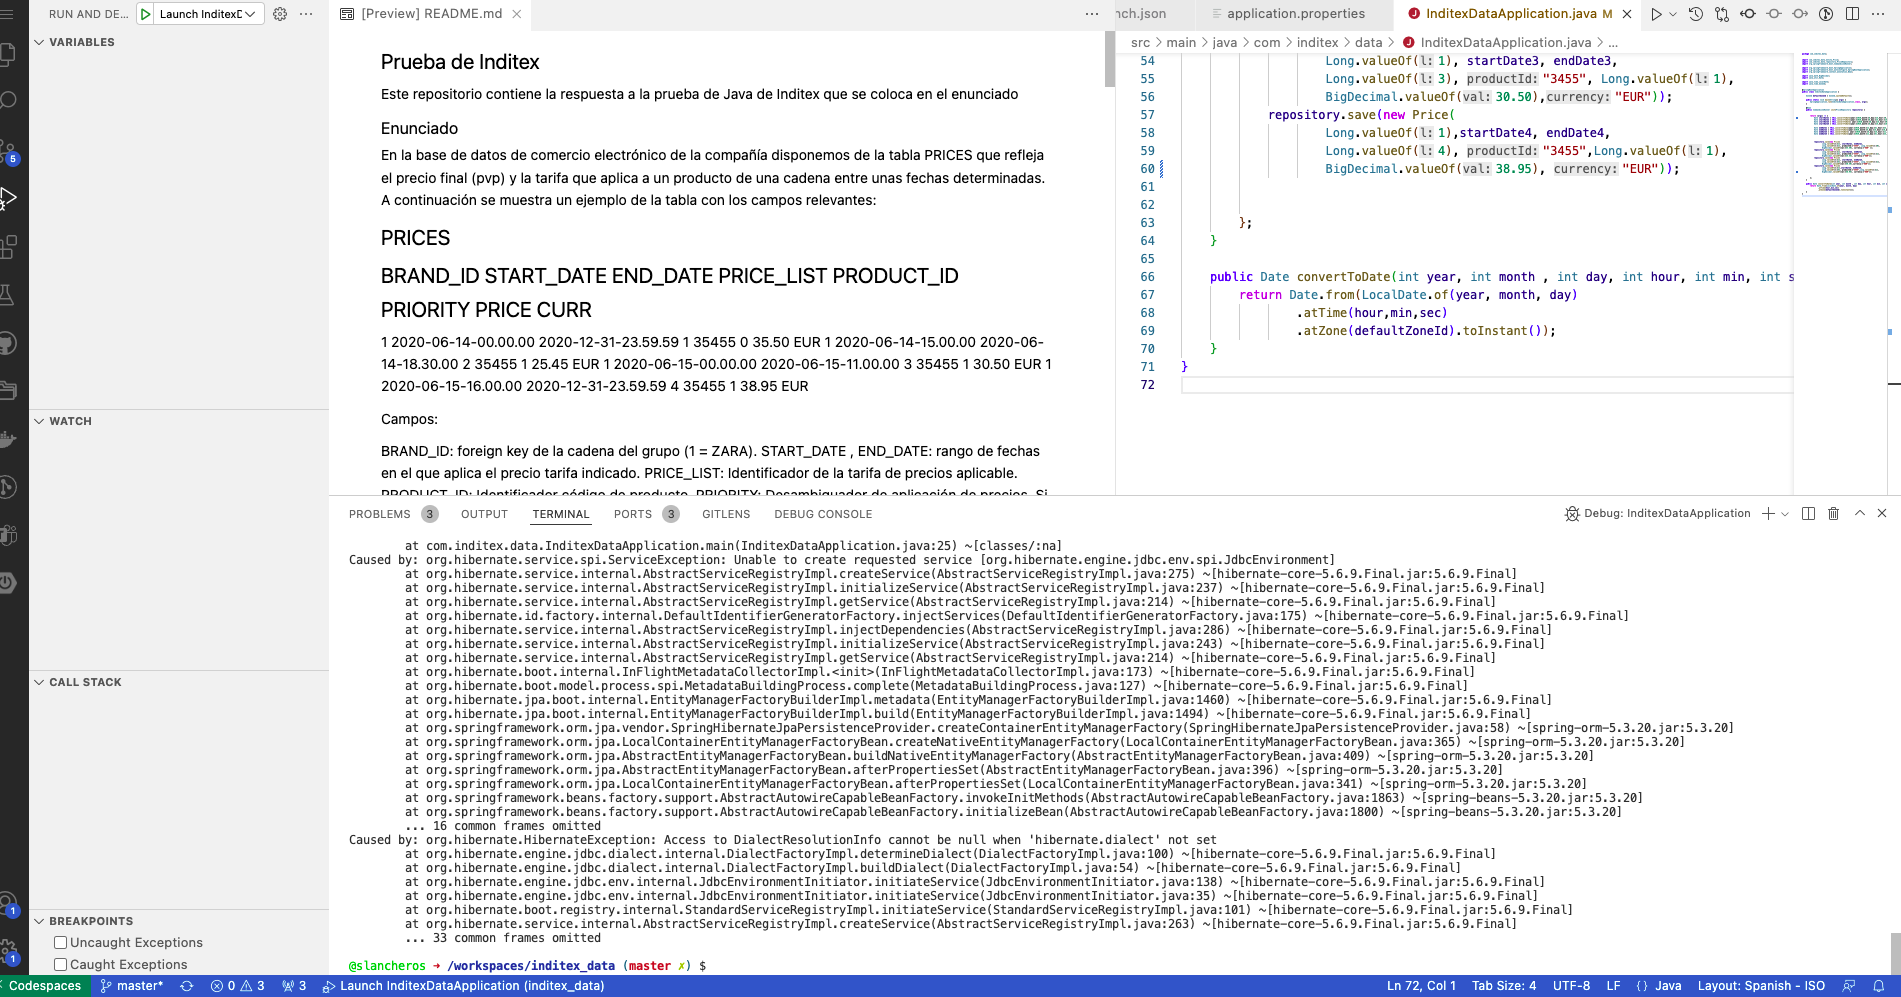 RUN AND DE...
Launch InditexD
...
VARIABLES
WATCH
CALL STACK
BREAKPOINTS
Uncaught Exceptions
Caught Exceptions
5
1
1
[Preview] README.md
...
Prueba de Inditex
Este repositorio contiene la respuesta a la prueba de Java de Inditex que se coloca en el enunciado
Enunciado
En la base de datos de comercio electrónico de la compañía disponemos de la tabla PRICES que refleja
el precio final (pvp) y la tarifa que aplica a un producto de una cadena entre unas fechas determinadas.
A continuación se muestra un ejemplo de la tabla con los campos relevantes:
PRICES
BRAND_ID START_DATE END_DATE PRICE_LIST PRODUCT_ID
PRIORITY PRICE CURR
1 2020-06-14-00.00.00 2020-12-31-23.59.59 1 35455 0 35.50 EUR 1 2020-06-14-15.00.00 2020-06-
14-18.30.00 2 35455 1 25.45 EUR 1 2020-06-15-00.00.00 2020-06-15-11.00.00 3 35455 1 30.50 EUR 1
2020-06-15-16.00.00 2020-12-31-23.59.59 4 35455 1 38.95 EUR
Campos:
BRAND_ID: foreign key de la cadena del grupo (1 = ZARA). START_DATE , END_DATE: rango de fechas
en el que aplica el precio tarifa indicado. PRICE_LIST: Identificador de la tarifa de precios aplicable.
PRODUCT_ID: Identificador código de producto. PRIORITY: Desambiguador de aplicación de precios. Si
nch.json
application.properties
InditexDataApplication.java M
src > main > java > com > inditex > data > InditexDataApplication.java > ...
54 Long.valueOf(l: 1), startDate3, endDate3,
55 Long.valueOf(l: 3), productId: "3455", Long.valueOf(l: 1),
56 BigDecimal.valueOf(val: 30.50), currency: "EUR"));
57 repository.save(new Price(
58 Long.valueOf(l: 1),startDate4, endDate4,
59 Long.valueOf(l: 4), productId: "3455",Long.valueOf(l: 1),
60 BigDecimal.valueOf(val: 38.95), currency: "EUR"));
61
62
63 };
64 }
65
66 public Date convertToDate(int year, int month , int day, int hour, int min, int s
67 return Date.from(LocalDate.of(year, month, day)
68 .atTime(hour,min,sec)
69 .atZone(defaultZoneId).toInstant());
70 }
71 }
72
PROBLEMS 3 OUTPUT TERMINAL PORTS 3 GITLENS DEBUG CONSOLE
Debug: InditexDataApplication
at com.inditex.data.InditexDataApplication.main(InditexDataApplication.java:25) ~[classes/:na]
Caused by: org.hibernate.service.spi.ServiceException: Unable to create requested service [org.hibernate.engine.jdbc.env.spi.JdbcEnvironment]
at org.hibernate.service.internal.AbstractServiceRegistryImpl.createService(AbstractServiceRegistryImpl.java:275) ~[hibernate-core-5.6.9.Final.jar:5.6.9.Final]
at org.hibernate.service.internal.AbstractServiceRegistryImpl.initializeService(AbstractServiceRegistryImpl.java:237) ~[hibernate-core-5.6.9.Final.jar:5.6.9.Final]
at org.hibernate.service.internal.AbstractServiceRegistryImpl.getService(AbstractServiceRegistryImpl.java:214) ~[hibernate-core-5.6.9.Final.jar:5.6.9.Final]
at org.hibernate.id.factory.internal.DefaultIdentifierGeneratorFactory.injectServices(DefaultIdentifierGeneratorFactory.java:175) ~[hibernate-core-5.6.9.Final.jar:5.6.9.Final]
at org.hibernate.service.internal.AbstractServiceRegistryImpl.injectDependencies(AbstractServiceRegistryImpl.java:286) ~[hibernate-core-5.6.9.Final.jar:5.6.9.Final]
at org.hibernate.service.internal.AbstractServiceRegistryImpl.initializeService(AbstractServiceRegistryImpl.java:243) ~[hibernate-core-5.6.9.Final.jar:5.6.9.Final]
at org.hibernate.service.internal.AbstractServiceRegistryImpl.getService(AbstractServiceRegistryImpl.java:214) ~[hibernate-core-5.6.9.Final.jar:5.6.9.Final]
at org.hibernate.boot.internal.InFlightMetadataCollectorImpl.<init>(InFlightMetadataCollectorImpl.java:173) ~[hibernate-core-5.6.9.Final.jar:5.6.9.Final]
at org.hibernate.boot.model.process.spi.MetadataBuildingProcess.complete(MetadataBuildingProcess.java:127) ~[hibernate-core-5.6.9.Final.jar:5.6.9.Final]
at org.hibernate.jpa.boot.internal.EntityManagerFactoryBuilderImpl.metadata(EntityManagerFactoryBuilderImpl.java:1460) ~[hibernate-core-5.6.9.Final.jar:5.6.9.Final]
at org.hibernate.jpa.boot.internal.EntityManagerFactoryBuilderImpl.build(EntityManagerFactoryBuilderImpl.java:1494) ~[hibernate-core-5.6.9.Final.jar:5.6.9.Final]
at org.springframework.orm.jpa.vendor.SpringHibernateJpaPersistenceProvider.createContainerEntityManagerFactory(SpringHibernateJpaPersistenceProvider.java:58) ~[spring-orm-5.3.20.jar:5.3.20]
at org.springframework.orm.jpa.LocalContainerEntityManagerFactoryBean.createNativeEntityManagerFactory(LocalContainerEntityManagerFactoryBean.java:365) ~[spring-orm-5.3.20.jar:5.3.20]
at org.springframework.orm.jpa.AbstractEntityManagerFactoryBean.buildNativeEntityManagerFactory(AbstractEntityManagerFactoryBean.java:409) ~[spring-orm-5.3.20.jar:5.3.20]
at org.springframework.orm.jpa.AbstractEntityManagerFactoryBean.afterPropertiesSet(AbstractEntityManagerFactoryBean.java:396) ~[spring-orm-5.3.20.jar:5.3.20]
at org.springframework.orm.jpa.LocalContainerEntityManagerFactoryBean.afterPropertiesSet(LocalContainerEntityManagerFactoryBean.java:341) ~[spring-orm-5.3.20.jar:5.3.20]
at org.springframework.beans.factory.support.AbstractAutowireCapableBeanFactory.invokeInitMethods(AbstractAutowireCapableBeanFactory.java:1863) ~[spring-beans-5.3.20.jar:5.3.20]
at org.springframework.beans.factory.support.AbstractAutowireCapableBeanFactory.initializeBean(AbstractAutowireCapableBeanFactory.java:1800) ~[spring-beans-5.3.20.jar:5.3.20]
... 16 common frames omitted
Caused by: org.hibernate.HibernateException: Access to DialectResolutionInfo cannot be null when 'hibernate.dialect' not set
at org.hibernate.engine.jdbc.dialect.internal.DialectFactoryImpl.determineDialect(DialectFactoryImpl.java:100) ~[hibernate-core-5.6.9.Final.jar:5.6.9.Final]
at org.hibernate.engine.jdbc.dialect.internal.DialectFactoryImpl.buildDialect(DialectFactoryImpl.java:54) ~[hibernate-core-5.6.9.Final.jar:5.6.9.Final]
at org.hibernate.engine.jdbc.env.internal.JdbcEnvironmentInitiator.initiateService(JdbcEnvironmentInitiator.java:138) ~[hibernate-core-5.6.9.Final.jar:5.6.9.Final]
at org.hibernate.engine.jdbc.env.internal.JdbcEnvironmentInitiator.initiateService(JdbcEnvironmentInitiator.java:35) ~[hibernate-core-5.6.9.Final.jar:5.6.9.Final]
at org.hibernate.boot.registry.internal.StandardServiceRegistryImpl.initiateService(StandardServiceRegistryImpl.java:101) ~[hibernate-core-5.6.9.Final.jar:5.6.9.Final]
at org.hibernate.service.internal.AbstractServiceRegistryImpl.createService(AbstractServiceRegistryImpl.java:263) ~[hibernate-core-5.6.9.Final.jar:5.6.9.Final]
... 33 common frames omitted
@slancheros → /workspaces/inditex_data (master ✗) $
Codespaces master* 0 3 3 Launch InditexDataApplication (inditex_data)
Ln 72, Col 1 Tab Size: 4 UTF-8 LF {} Java Layout: Spanish - ISO